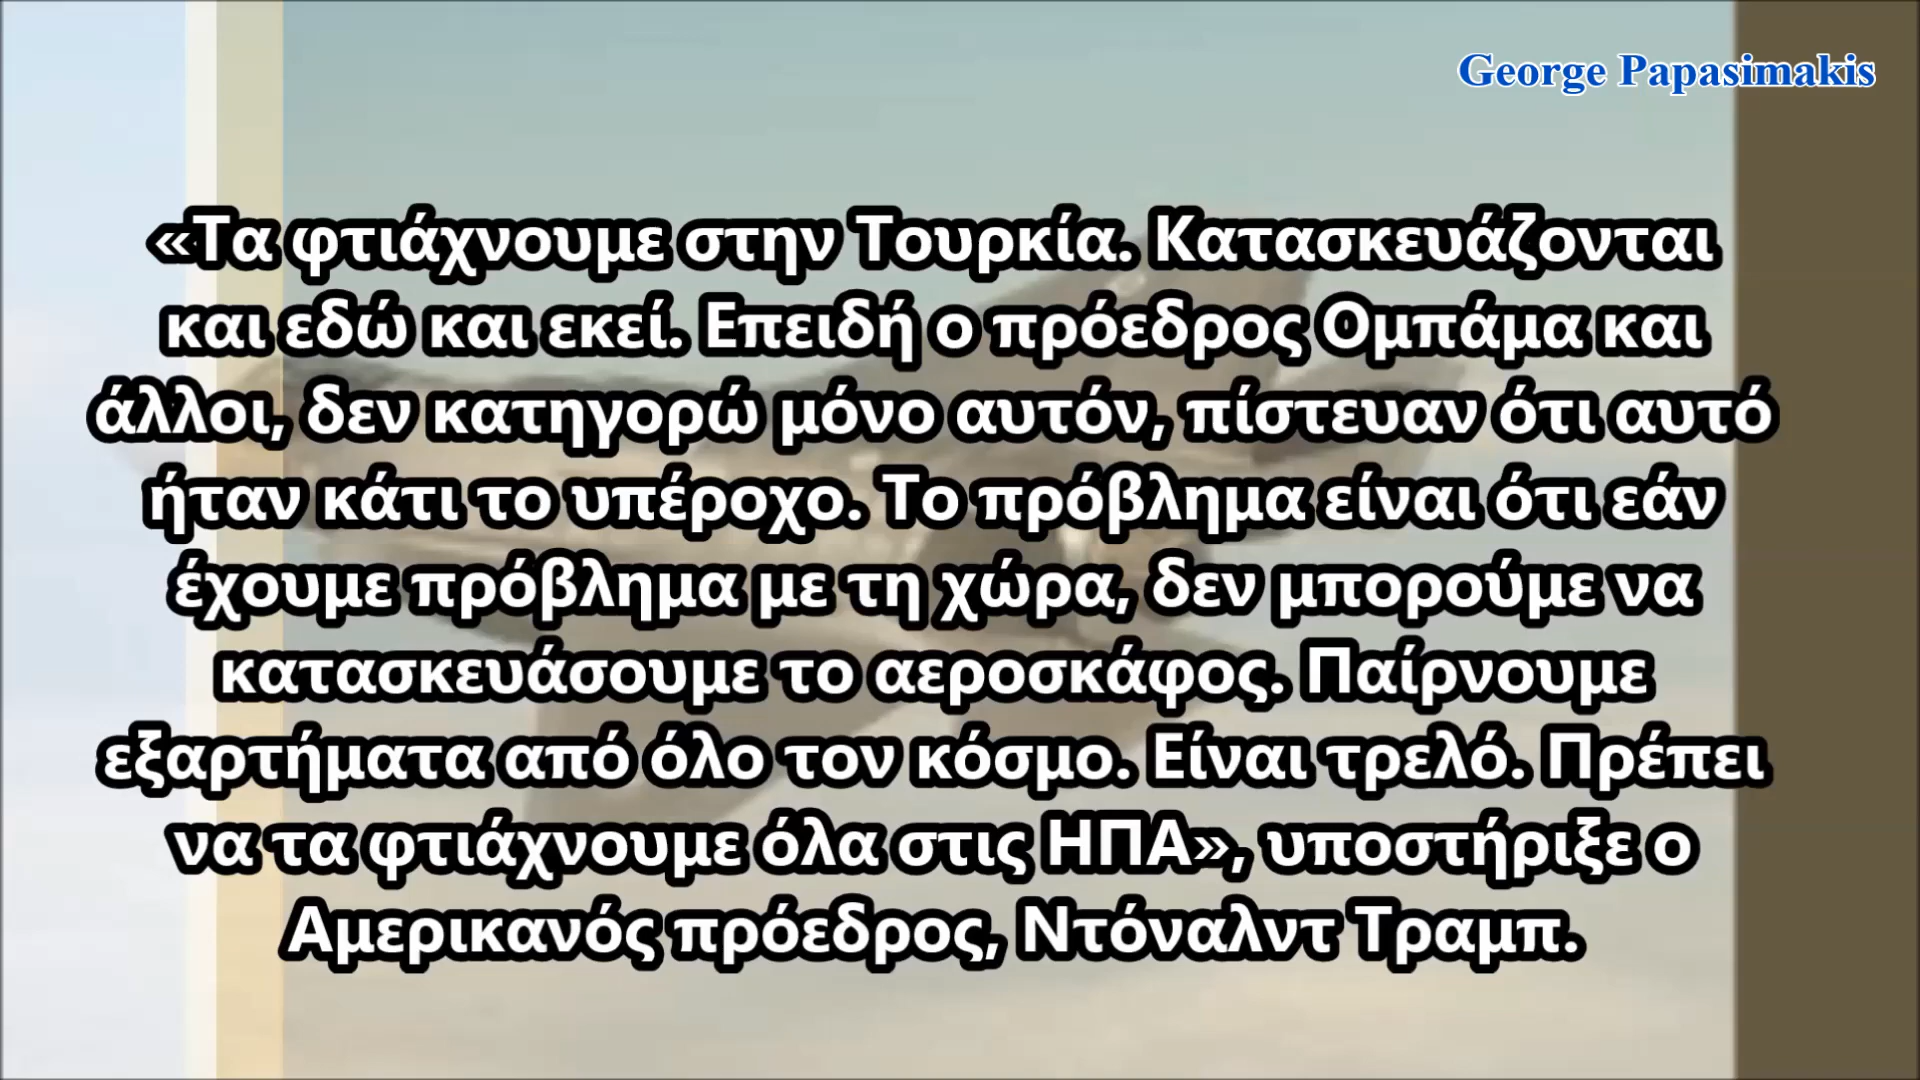 George Papasimakis
«Τα φτιάχνουμε στην Τουρκία. Κατασκευάζονται
και εδώ και εκεί. Επειδή ο πρόεδρος Ομπάμα και
άλλοι, δεν κατηγορώ μόνο αυτόν, πίστευαν ότι αυτό
ήταν κάτι το υπέροχο. Το πρόβλημα είναι ότι εάν
έχουμε πρόβλημα με τη χώρα, δεν μπορούμε να
κατασκευάσουμε το αεροσκάφος. Παίρνουμε
εξαρτήματα από όλο τον κόσμο. Είναι τρελό. Πρέπει
να τα φτιάχνουμε όλα στις ΗΠΑ», υποστήριξε ο
Αμερικανός πρόεδρος, Ντόναλντ Τραμπ.